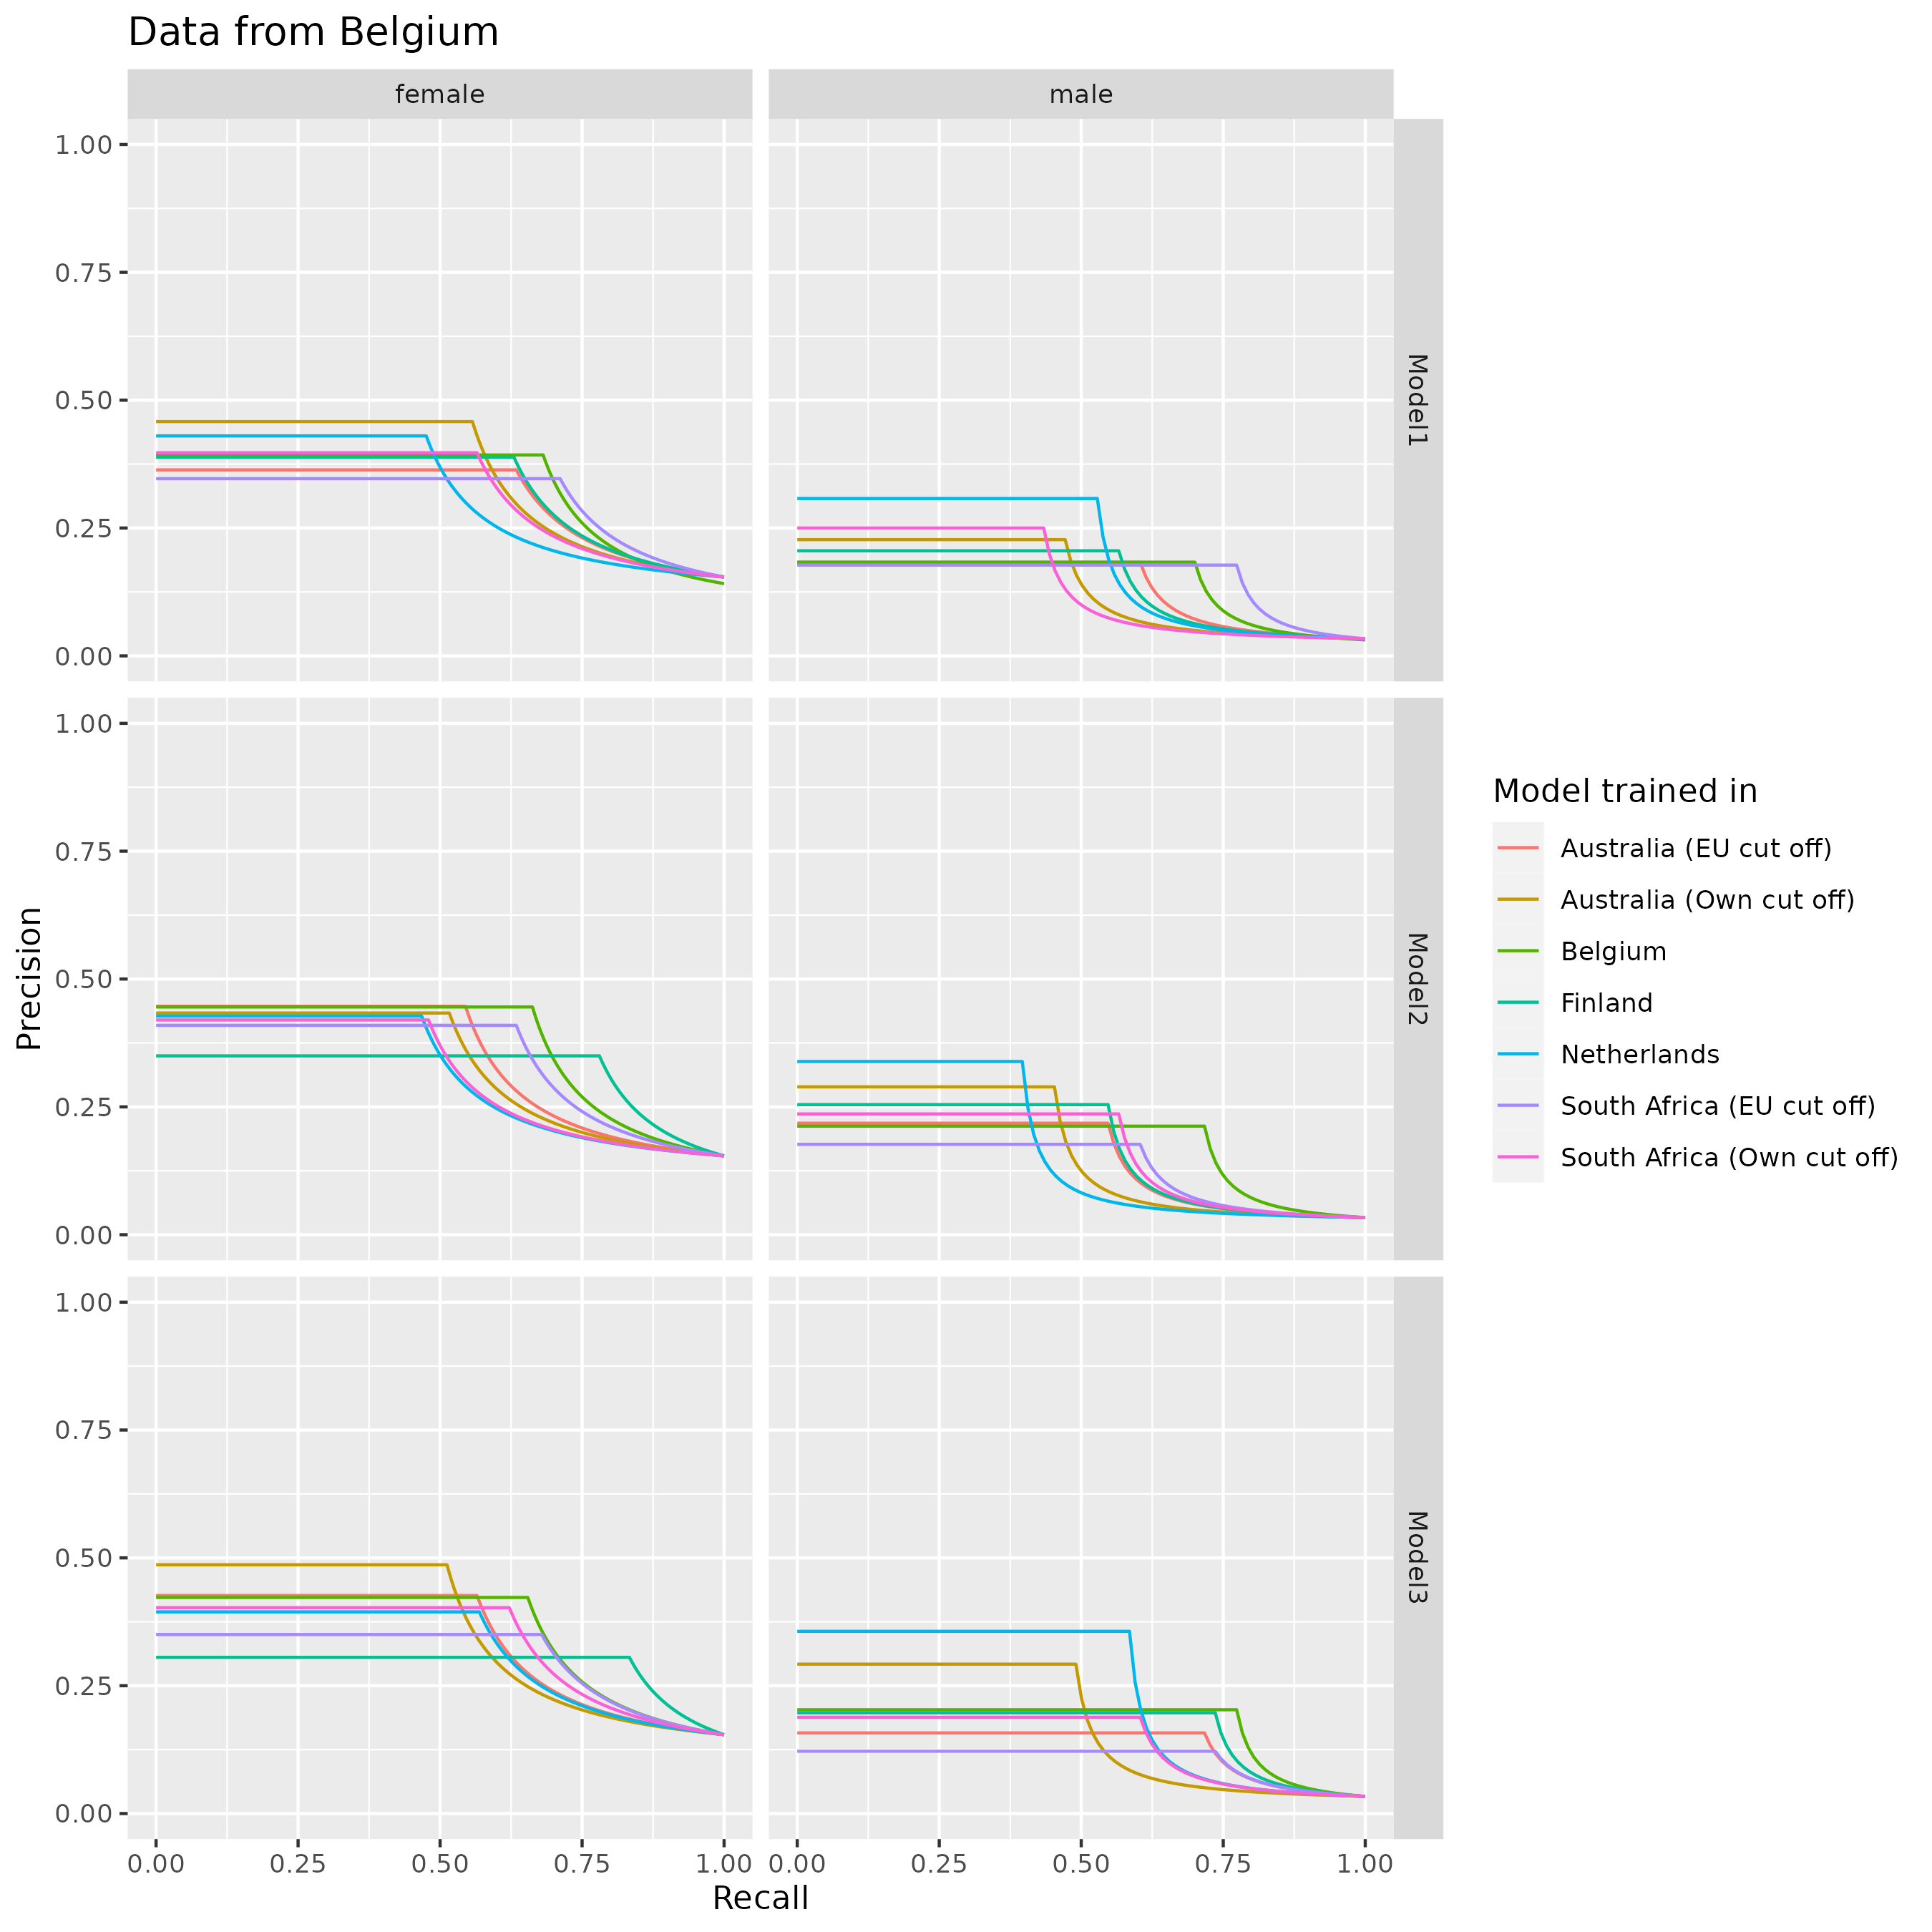 Data from Belgium
female
male
1.00
0.75
0.50
0.25
0.00
Model1
1.00
0.75
0.50
0.25
0.00
Model2
1.00
0.75
0.50
0.25
0.00
Model3
0.00 0.25 0.50 0.75 1.00
0.00 0.25 0.50 0.75 1.00
Recall
Precision
Model trained in
Australia (EU cut off)
Australia (Own cut off)
Belgium
Finland
Netherlands
South Africa (EU cut off)
South Africa (Own cut off)